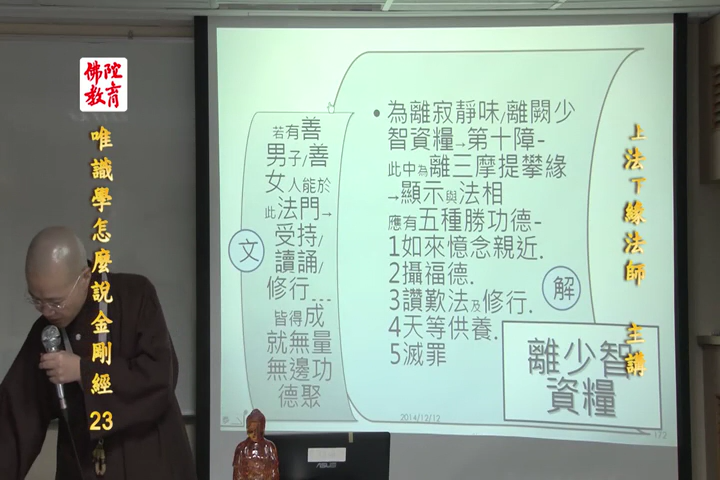 佛陀
教育
唯識學怎麼說金剛經 23
若有善
男子/善
女人能於
此法門→
受持/
讀誦/
修行...
皆得成
就無量
無邊功
德聚
文
•為離寂靜味/離闕少
智資糧→第十障-
此中為離三摩提攀緣
→顯示與法相
應有五種勝功德-
1如來憶念親近.
2攝福德.
3讚歎法及修行.
4天等供養.
5滅罪
解
離少智
資糧
2014/12/12
172
上法下緣法師 主講
ASUS